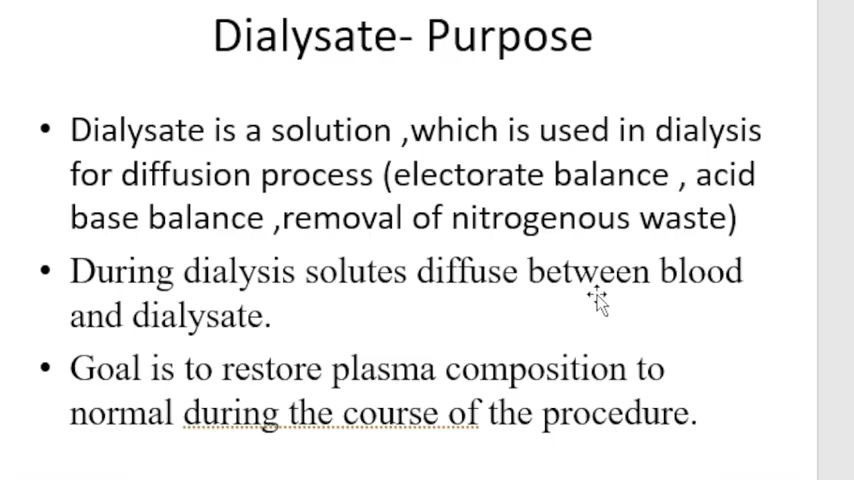 Dialysate- Purpose
• Dialysate is a solution ,which is used in dialysis
for diffusion process (electorate balance , acid
base balance ,removal of nitrogenous waste)
• During dialysis solutes diffuse between blood
and dialysate.
• Goal is to restore plasma composition to
normal during the course of the procedure.